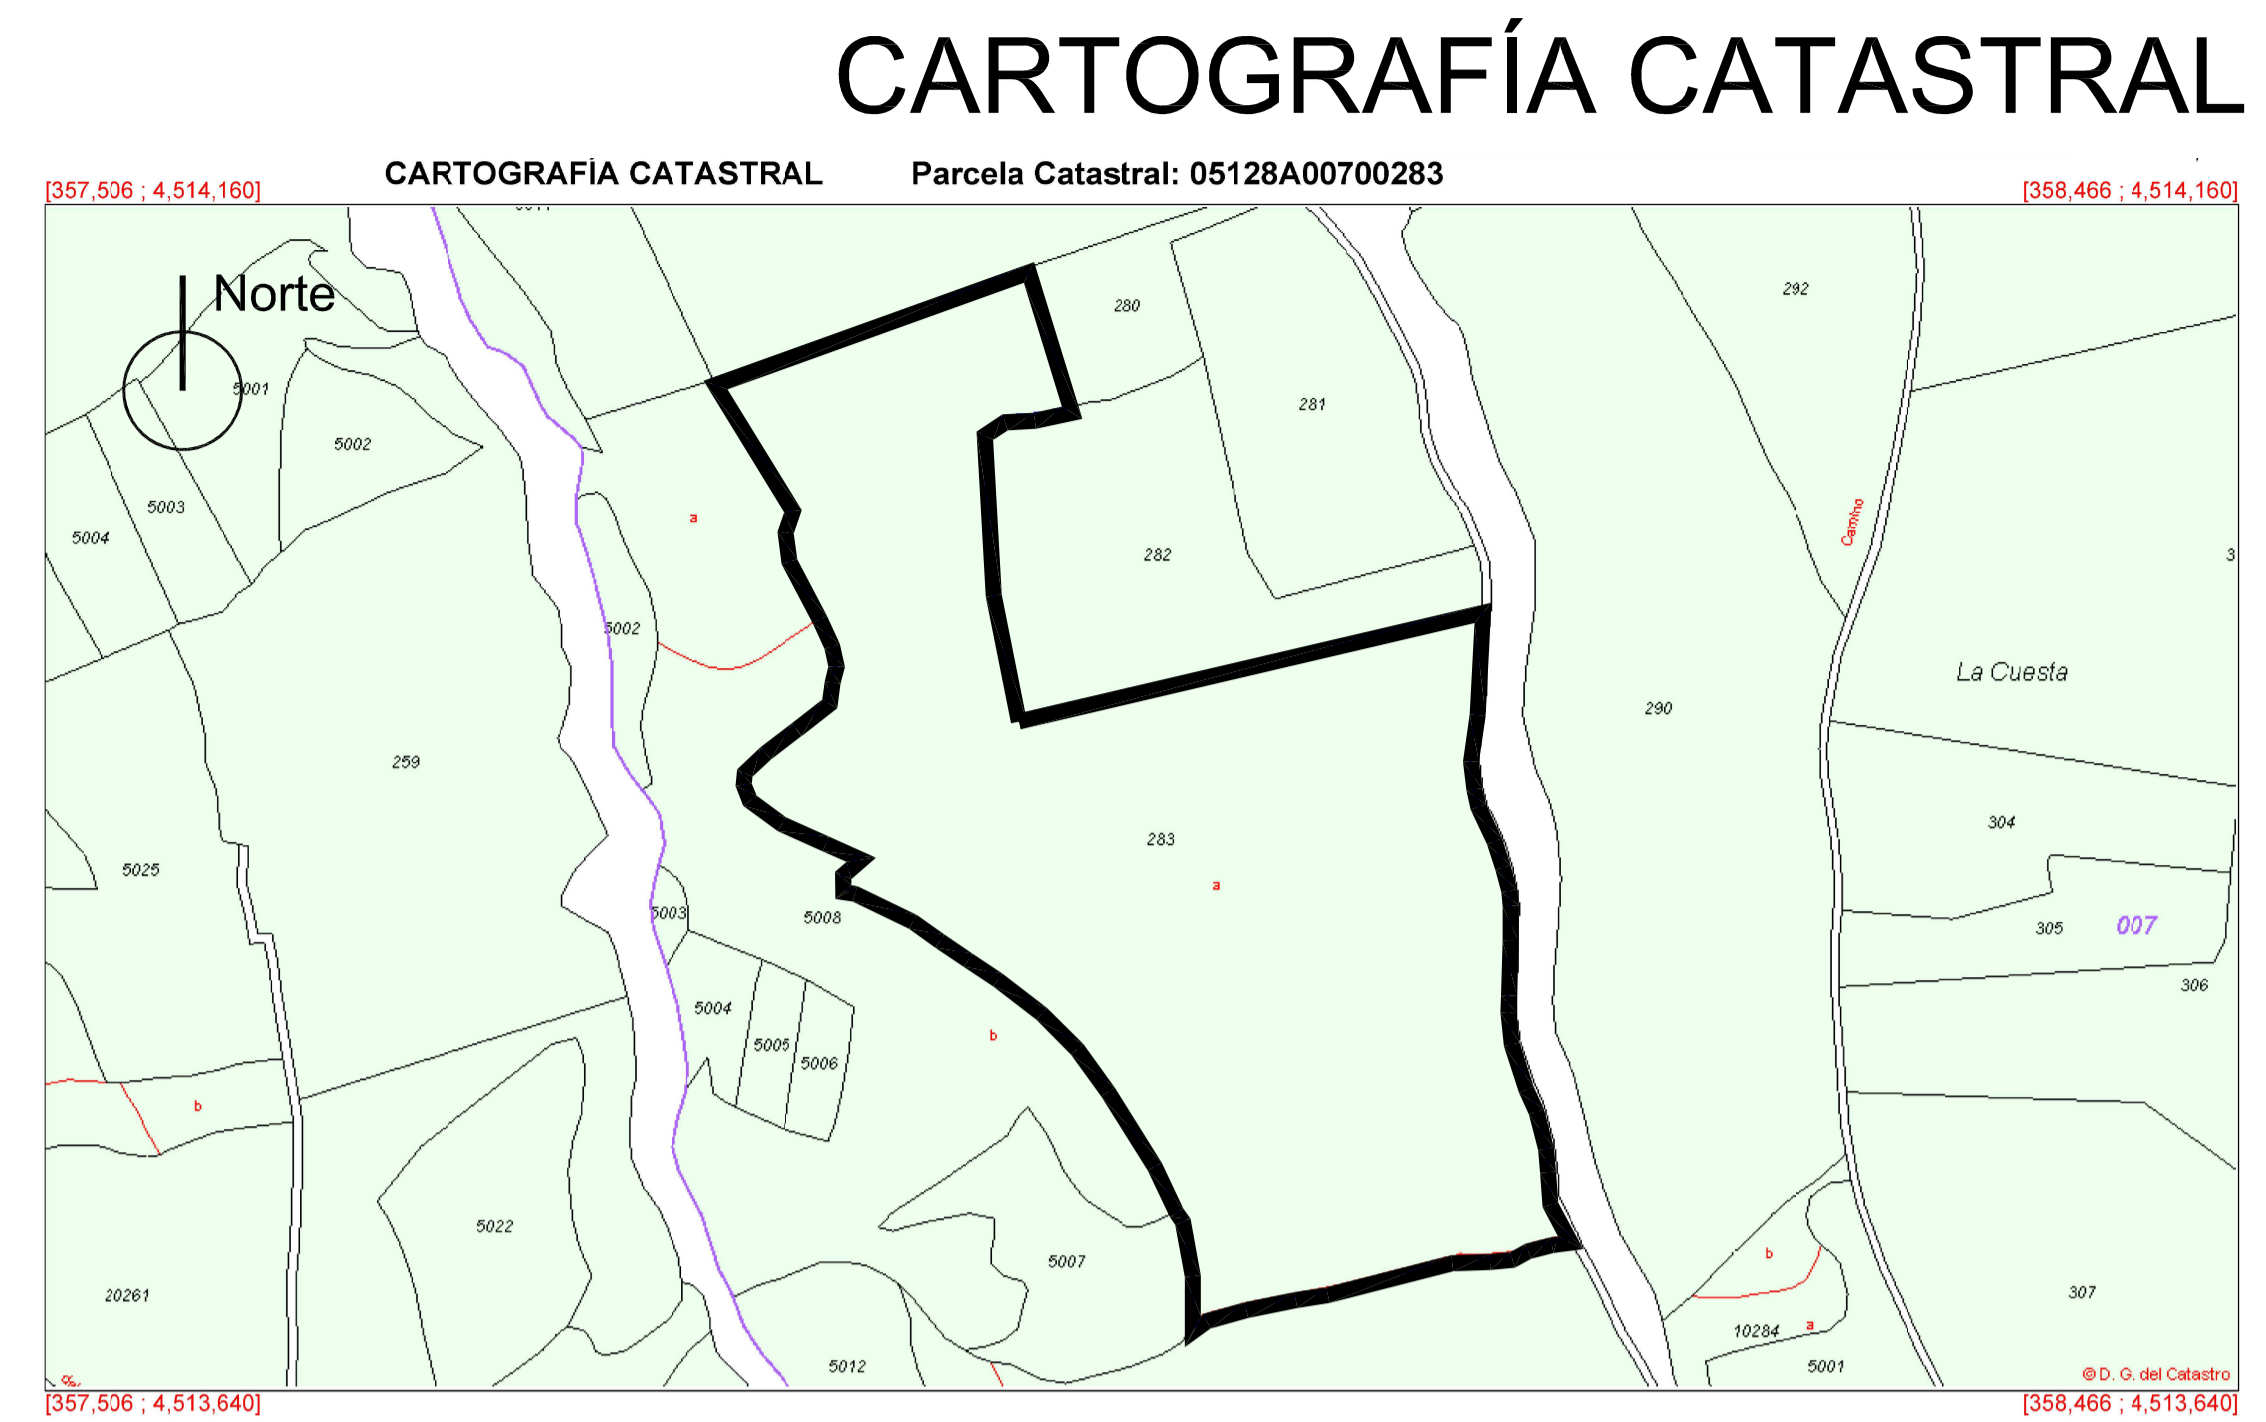 CARTOGRAFÍA CATASTRAL
CARTOGRAFÍA CATASTRAL Parcela Catastral: 05128A00700283
[357,506 ; 4,514,160] [358,466 ; 4,514,160]
Norte
292
280
5001
281
5002
5003
a
Camino
5004
282
3
5002
La Cuesta
290
259
304
283
5025
a
5003
5008
305
007
306
5004
b
5005
5006
b
5022
b
5007
20261
307
10284
a
5012
5001
© D. G. del Catastro
[357,506 ; 4,513,640] [358,466 ; 4,513,640]